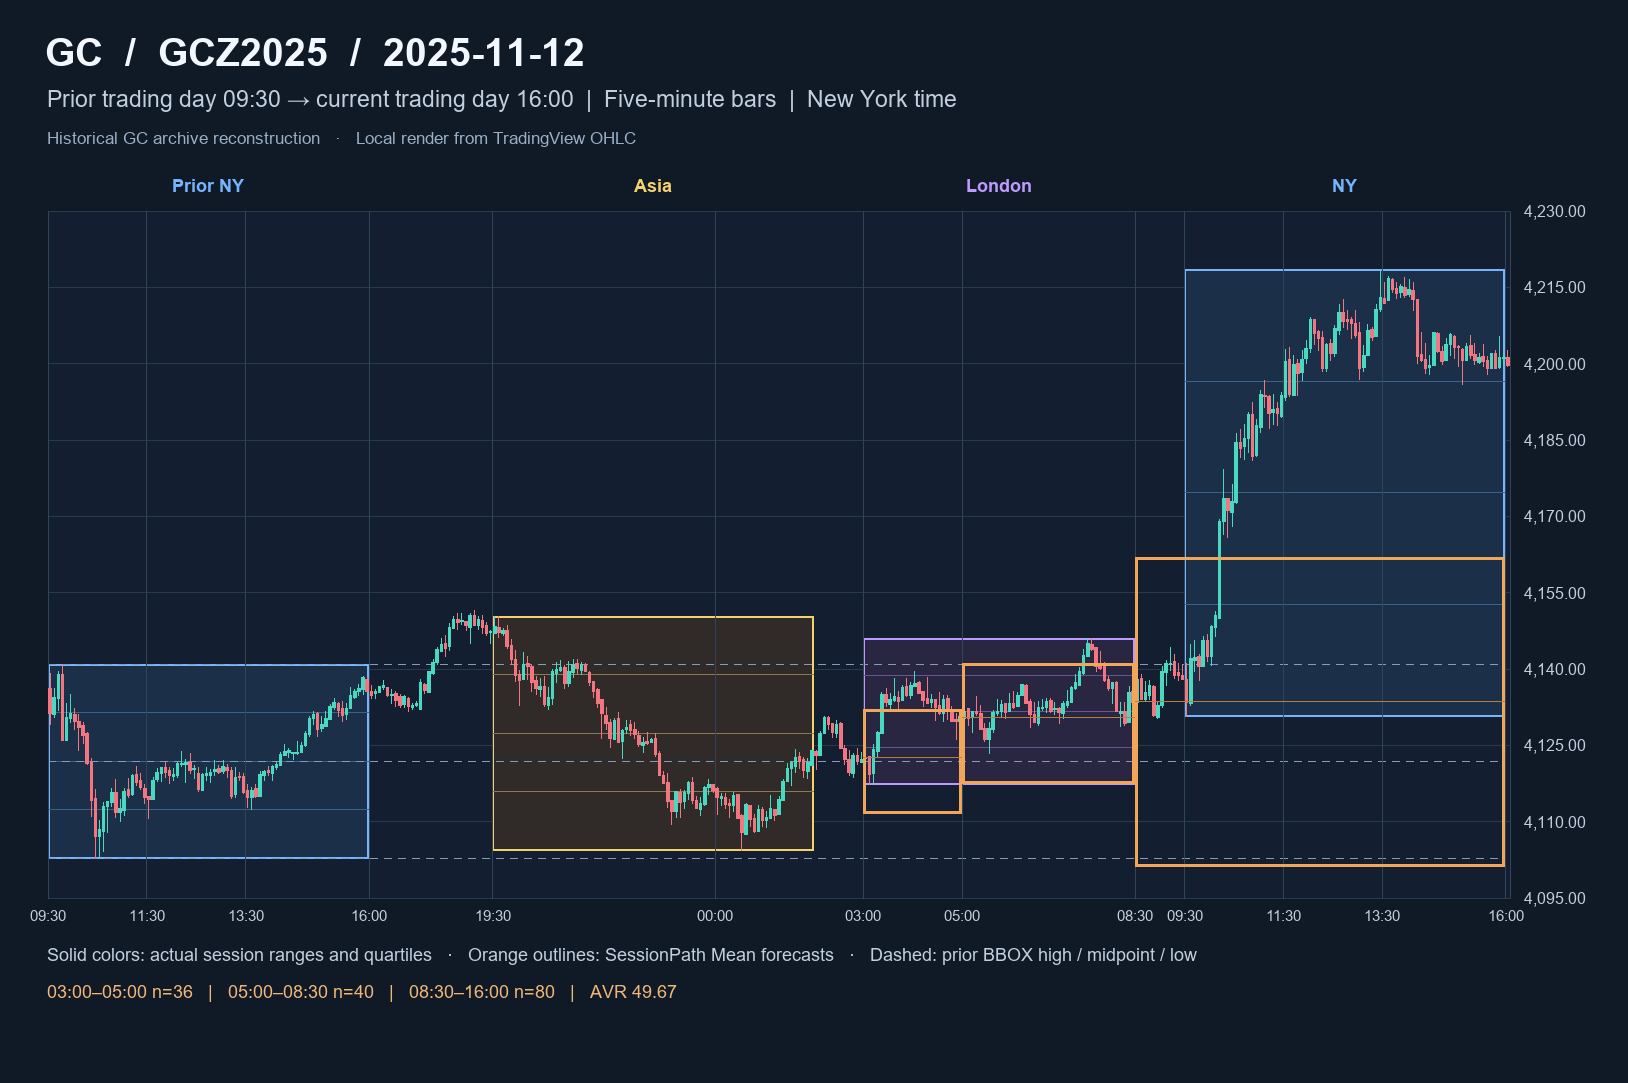 GC / GCZ2025 / 2025-11-12
Prior trading day 09:30 → current trading day 16:00 | Five-minute bars | New York time
Historical GC archive reconstruction · Local render from TradingView OHLC
Prior NY Asia London NY
4,230.00
4,215.00
4,200.00
4,185.00
4,170.00
4,155.00
4,140.00
4,125.00
4,110.00
4,095.00
09:30 11:30 13:30 16:00 19:30 00:00 03:00 05:00 08:30 09:30 11:30 13:30 16:00
Solid colors: actual session ranges and quartiles · Orange outlines: SessionPath Mean forecasts · Dashed: prior BBOX high / midpoint / low
03:00–05:00 n=36 | 05:00–08:30 n=40 | 08:30–16:00 n=80 | AVR 49.67